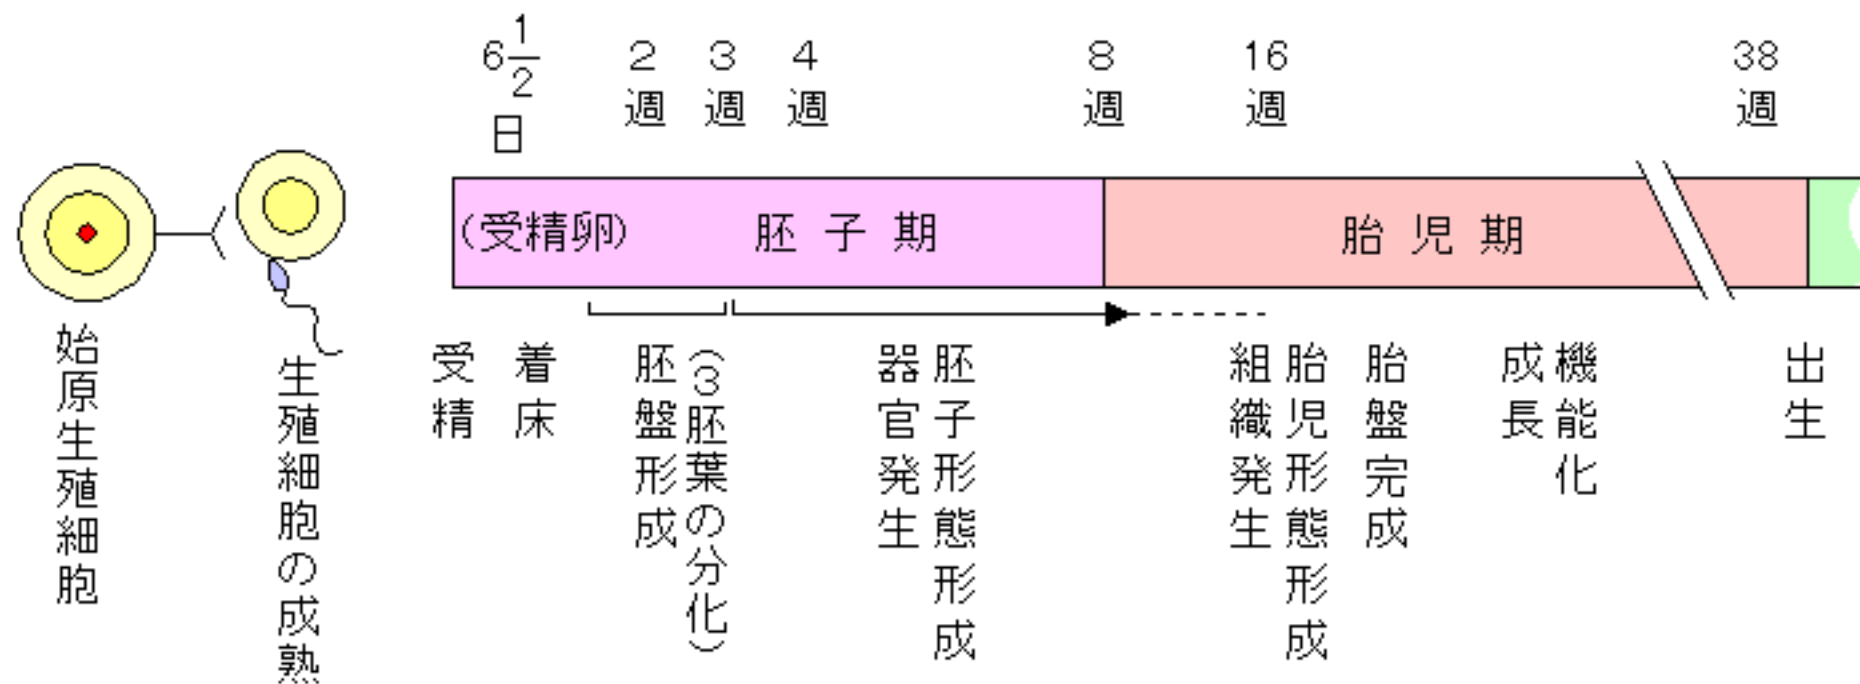 6 1/2 日
2 週
3 週
4 週
8 週
16 週
38 週
(受精卵)
胚子期
胎児期
始原生殖細胞
生殖細胞の成熟
受精
着床
胚盤形成
(3胚葉の分化)
器官発生
胚子形態形成
組織発生
胎児形態形成
胎盤完成
成長
機能化
出生